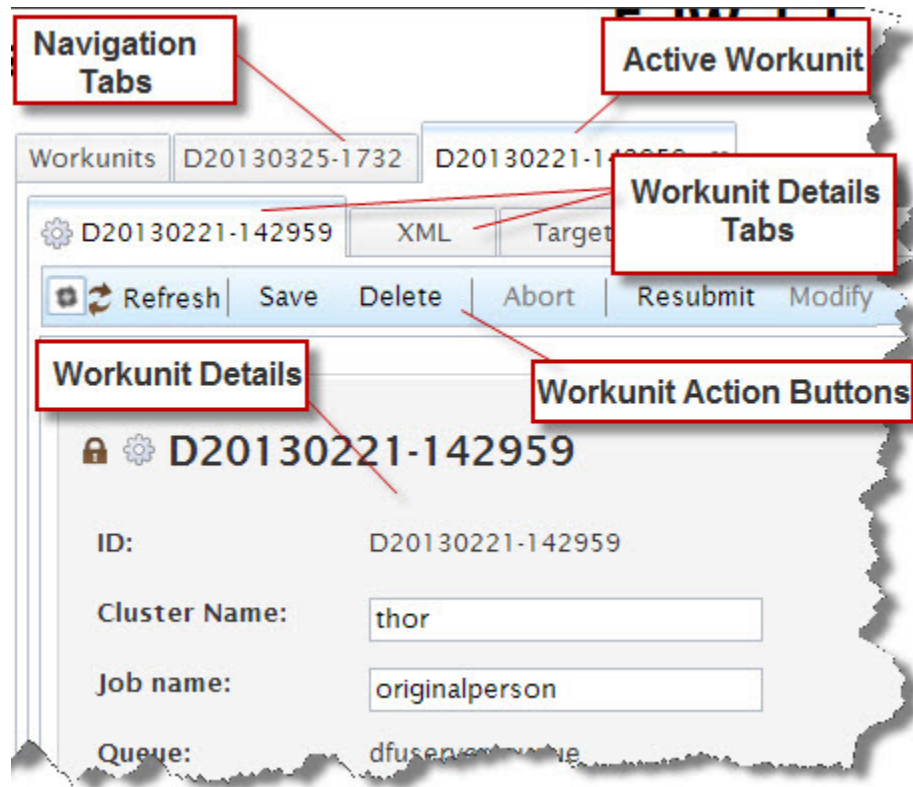 Navigation
Tabs
Active Workunit
Workunits D20130325-1732
Workunit Details
Tabs
D20130221-142959 XML
Refresh Save Delete Abort Resubmit Modify
Workunit Details
Workunit Action Buttons
D20130221-142959
ID: D20130221-142959
Cluster Name: thor
Job name: originalperson
Queue: